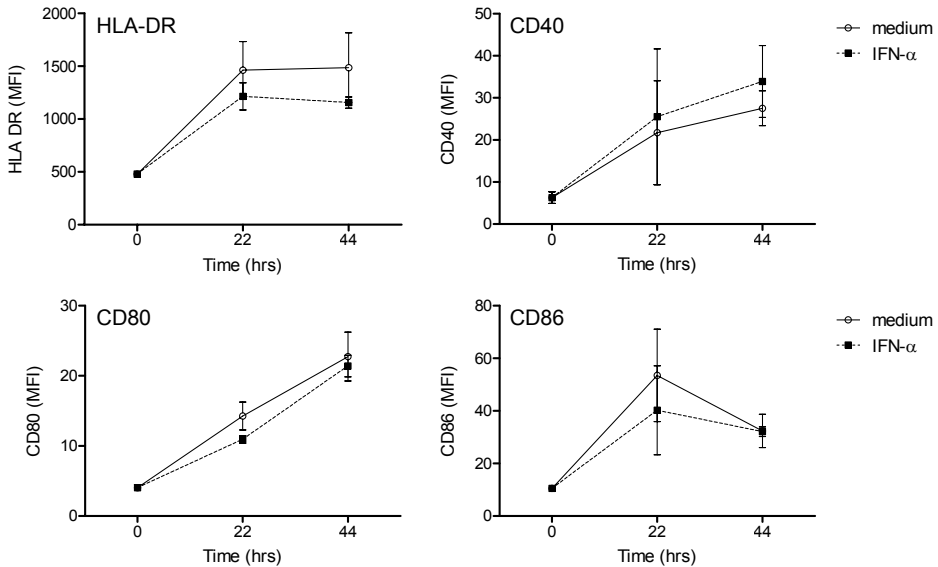 HLA-DR
HLA DR (MFI)
2000
1500
1000
500
0
0 22 44
Time (hrs)
CD40
CD40 (MFI)
50
40
30
20
10
0
0 22 44
Time (hrs)
medium
IFN-α
CD80
CD80 (MFI)
30
20
10
0
0 22 44
Time (hrs)
CD86
CD86 (MFI)
80
60
40
20
0
0 22 44
Time (hrs)
medium
IFN-α